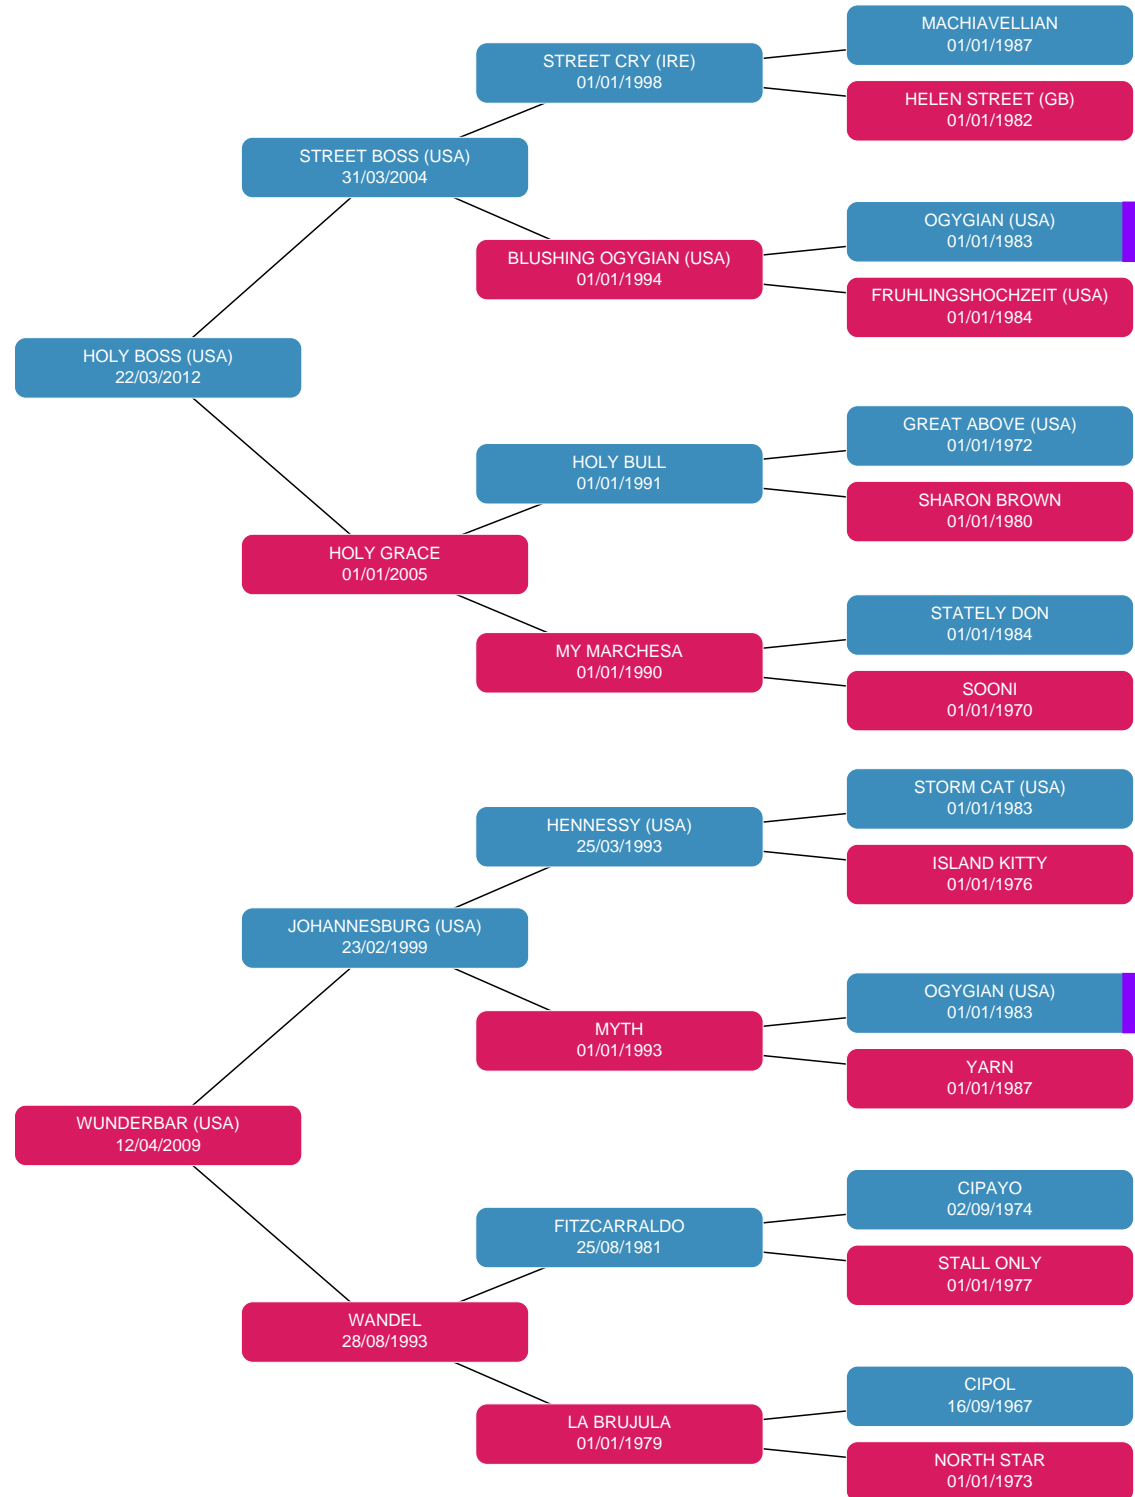 MACHIAVELLIAN
01/01/1987
STREET CRY (IRE)
01/01/1998
HELEN STREET (GB)
01/01/1982
STREET BOSS (USA)
31/03/2004
OGYGIAN (USA)
01/01/1983
BLUSHING OGYGIAN (USA)
01/01/1994
FRUHLINGSHOCHZEIT (USA)
01/01/1984
HOLY BOSS (USA)
22/03/2012
GREAT ABOVE (USA)
01/01/1972
HOLY BULL
01/01/1991
SHARON BROWN
01/01/1980
HOLY GRACE
01/01/2005
STATELY DON
01/01/1984
MY MARCHESA
01/01/1990
SOONI
01/01/1970
STORM CAT (USA)
01/01/1983
HENNESSY (USA)
25/03/1993
ISLAND KITTY
01/01/1976
JOHANNESBURG (USA)
23/02/1999
OGYGIAN (USA)
01/01/1983
MYTH
01/01/1993
YARN
01/01/1987
WUNDERBAR (USA)
12/04/2009
CIPAYO
02/09/1974
FITZCARRALDO
25/08/1981
STALL ONLY
01/01/1977
WANDEL
28/08/1993
CIPOL
16/09/1967
LA BRUJULA
01/01/1979
NORTH STAR
01/01/1973